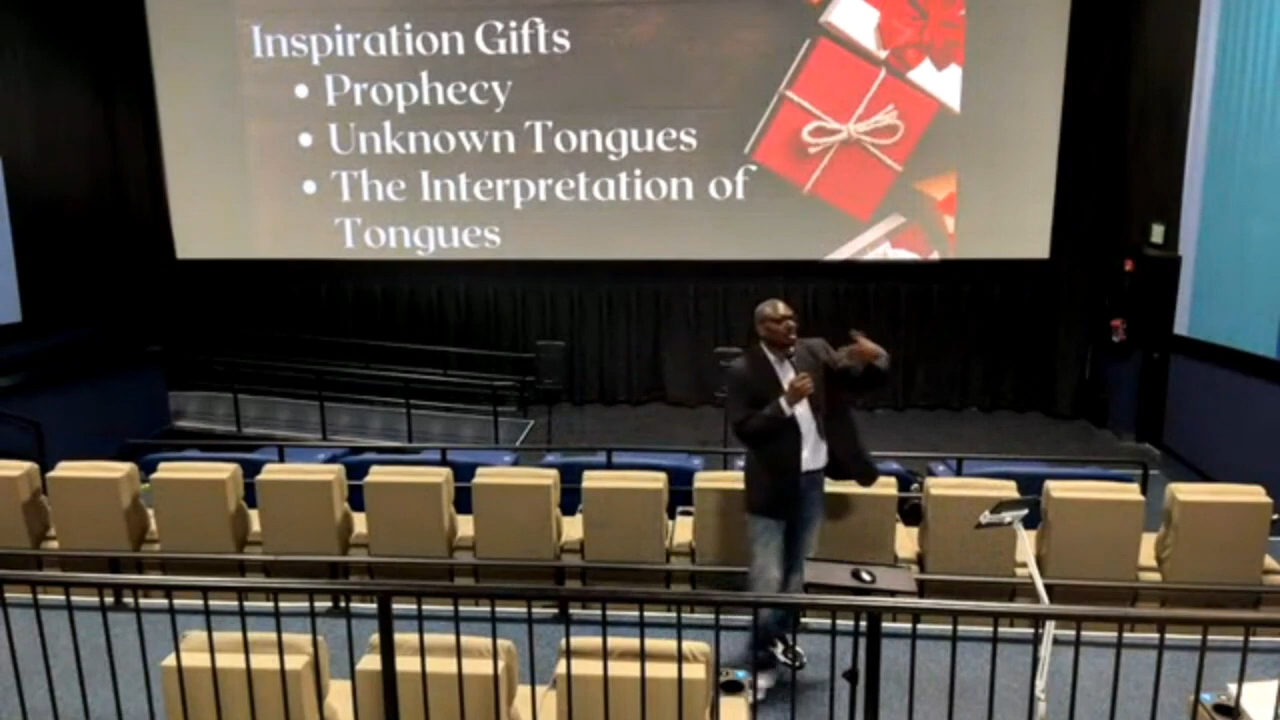 Inspiration Gifts
• Prophecy
• Unknown Tongues
• The Interpretation of
Tongues